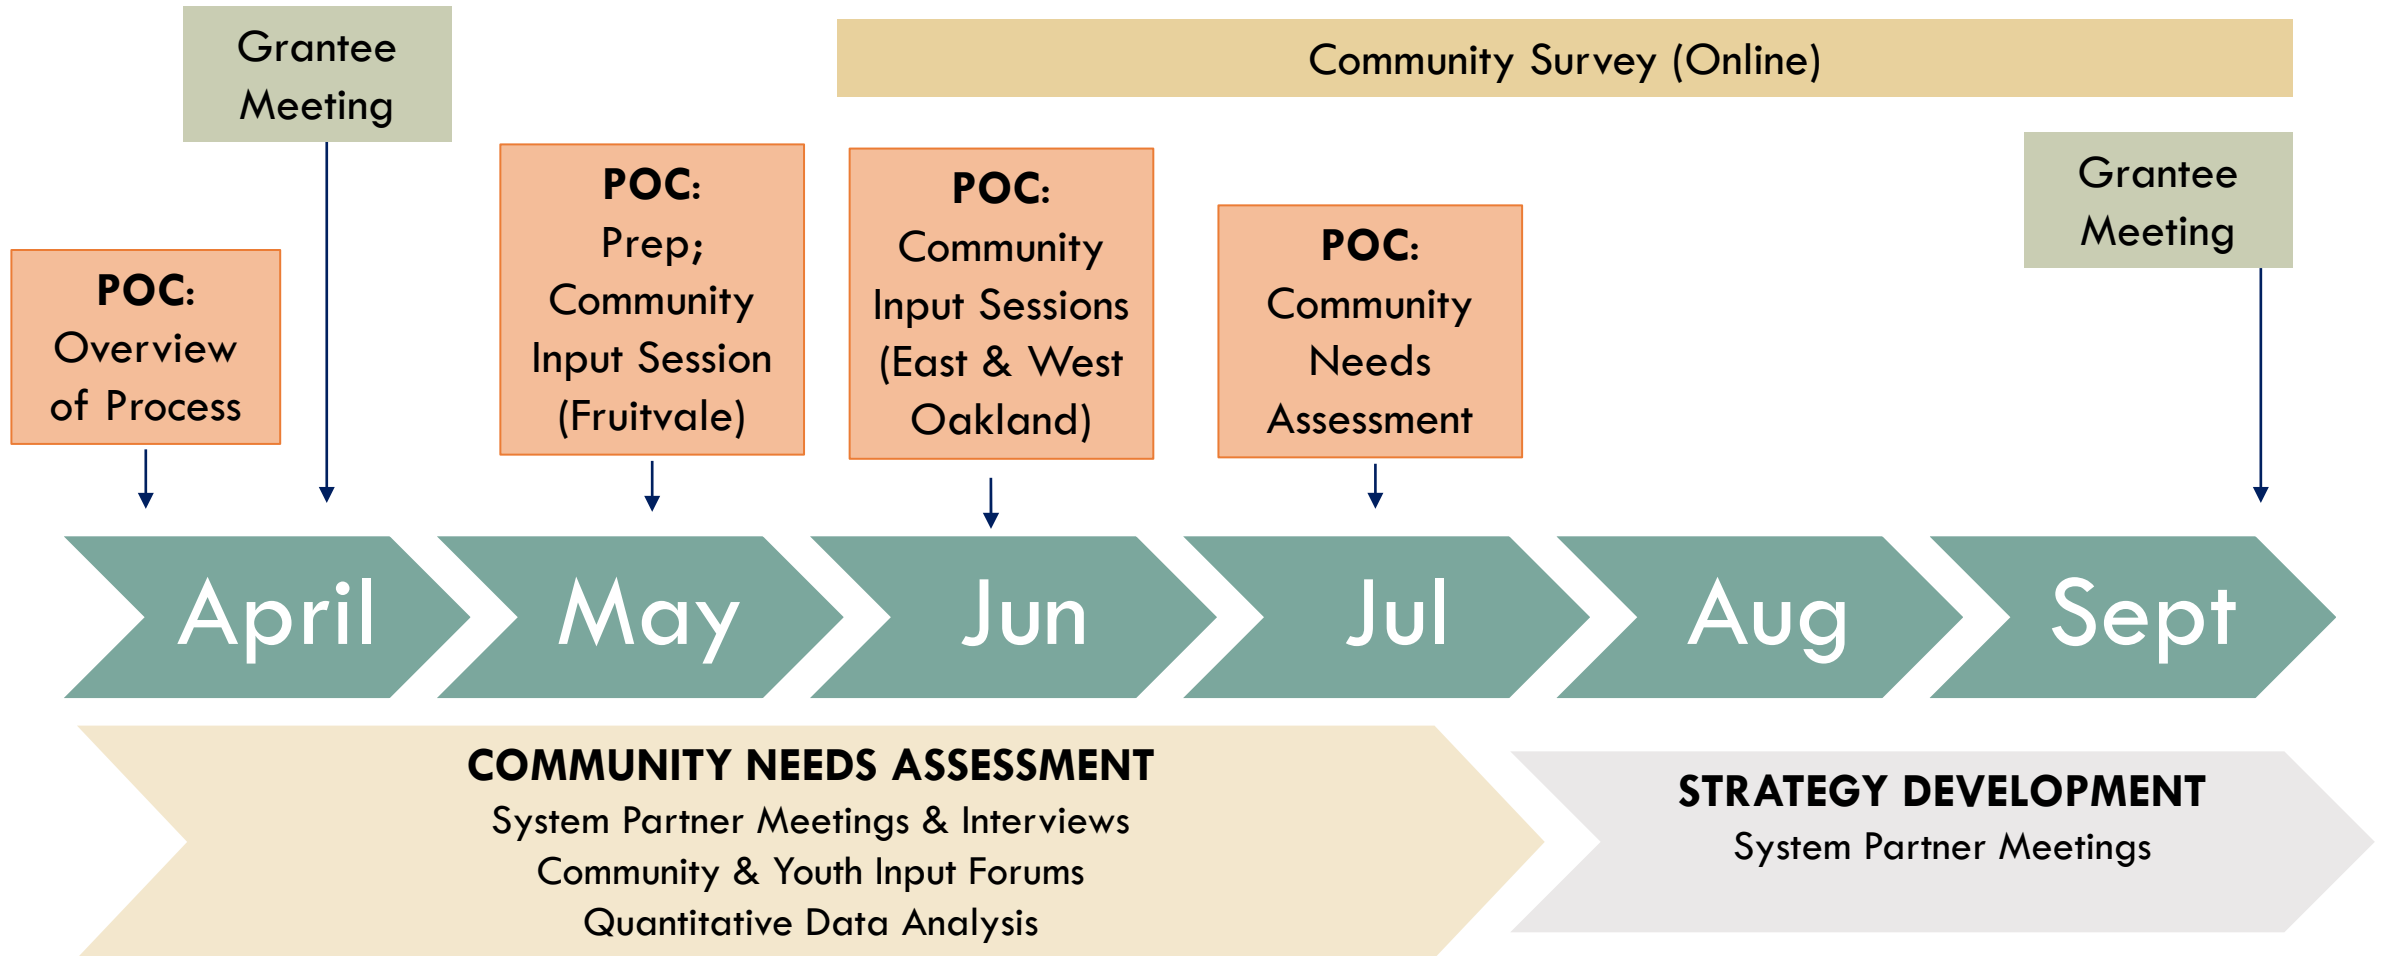 Grantee
Meeting
Community Survey (Online)
POC:
Overview
of Process
POC:
Prep;
Community
Input Session
(Fruitvale)
POC:
Community
Input Sessions
(East & West
Oakland)
POC:
Community
Needs
Assessment
Grantee
Meeting
April
May
Jun
Jul
Aug
Sept
COMMUNITY NEEDS ASSESSMENT
System Partner Meetings & Interviews
Community & Youth Input Forums
Quantitative Data Analysis
STRATEGY DEVELOPMENT
System Partner Meetings